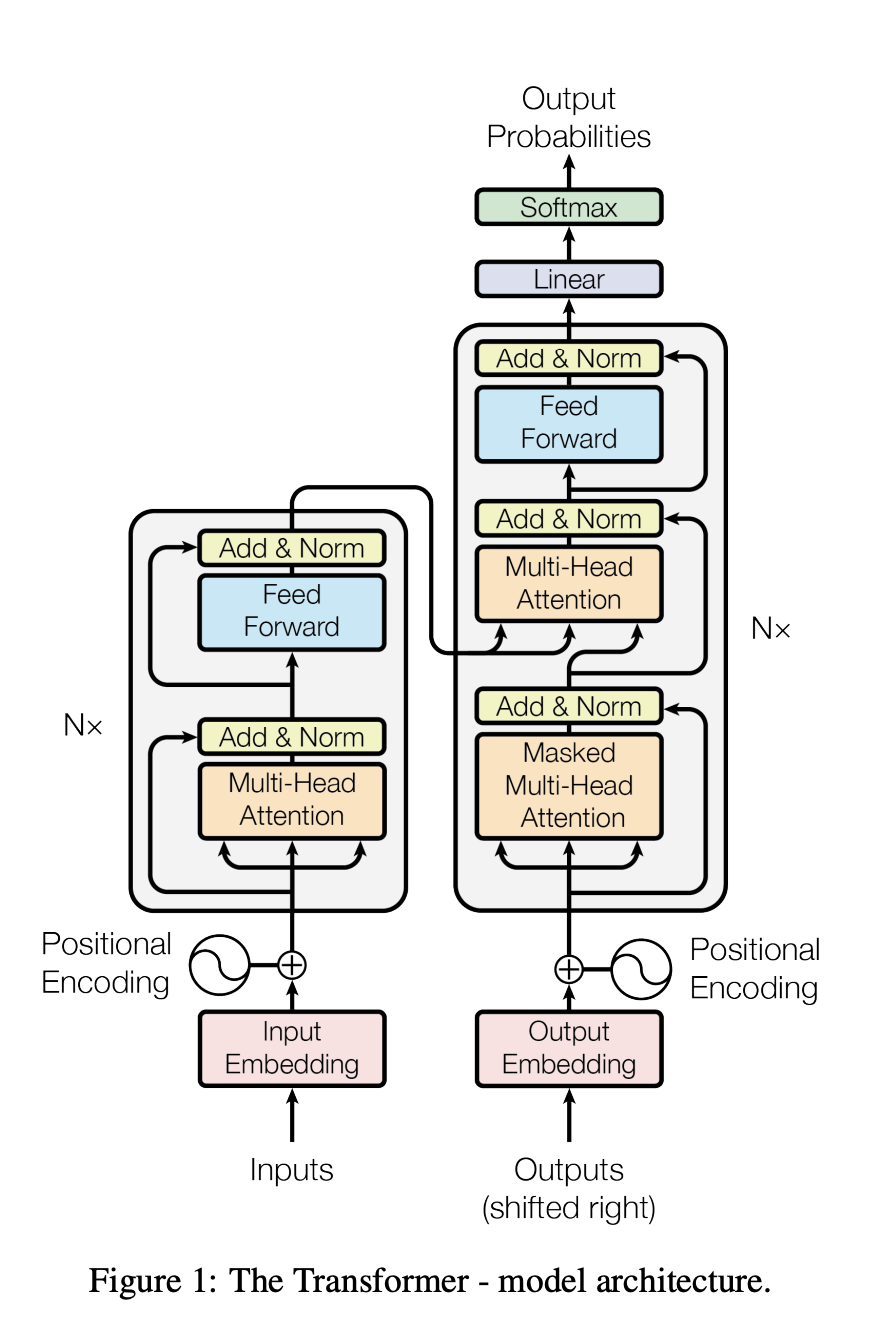 Output
Probabilities
Softmax
Linear
Add & Norm
Feed
Forward
Add & Norm
Multi-Head
Attention
Add & Norm
Masked
Multi-Head
Attention
N×
Add & Norm
Feed
Forward
Add & Norm
Multi-Head
Attention
N×
Positional
Encoding
Positional
Encoding
Input
Embedding
Output
Embedding
Inputs
Outputs
(shifted right)
Figure 1: The Transformer - model architecture.